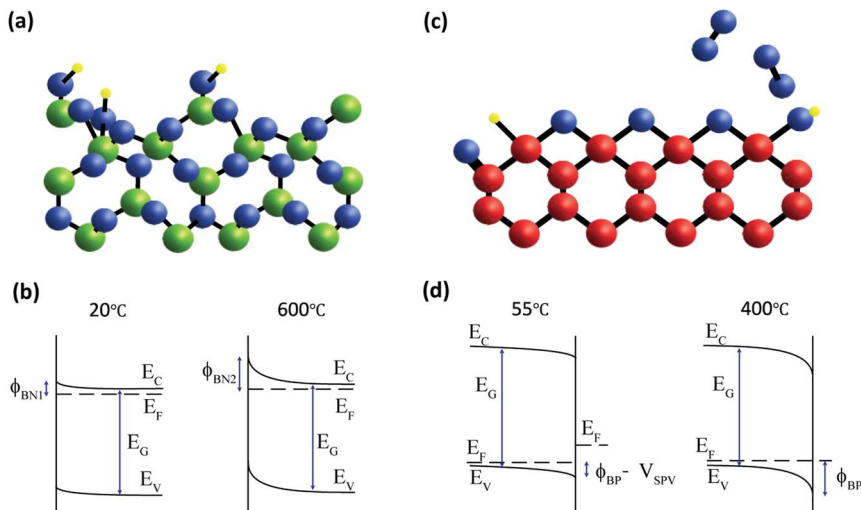 (a)
(c)
(b)
20°C
600°C
ϕBN1
EC
EF
EG
EV
ϕBN2
EC
EF
EG
EV
(d)
55°C
400°C
EC
EG
EF
EF
EV
ϕBP - VSPV
EC
EG
EF
EV
ϕBP